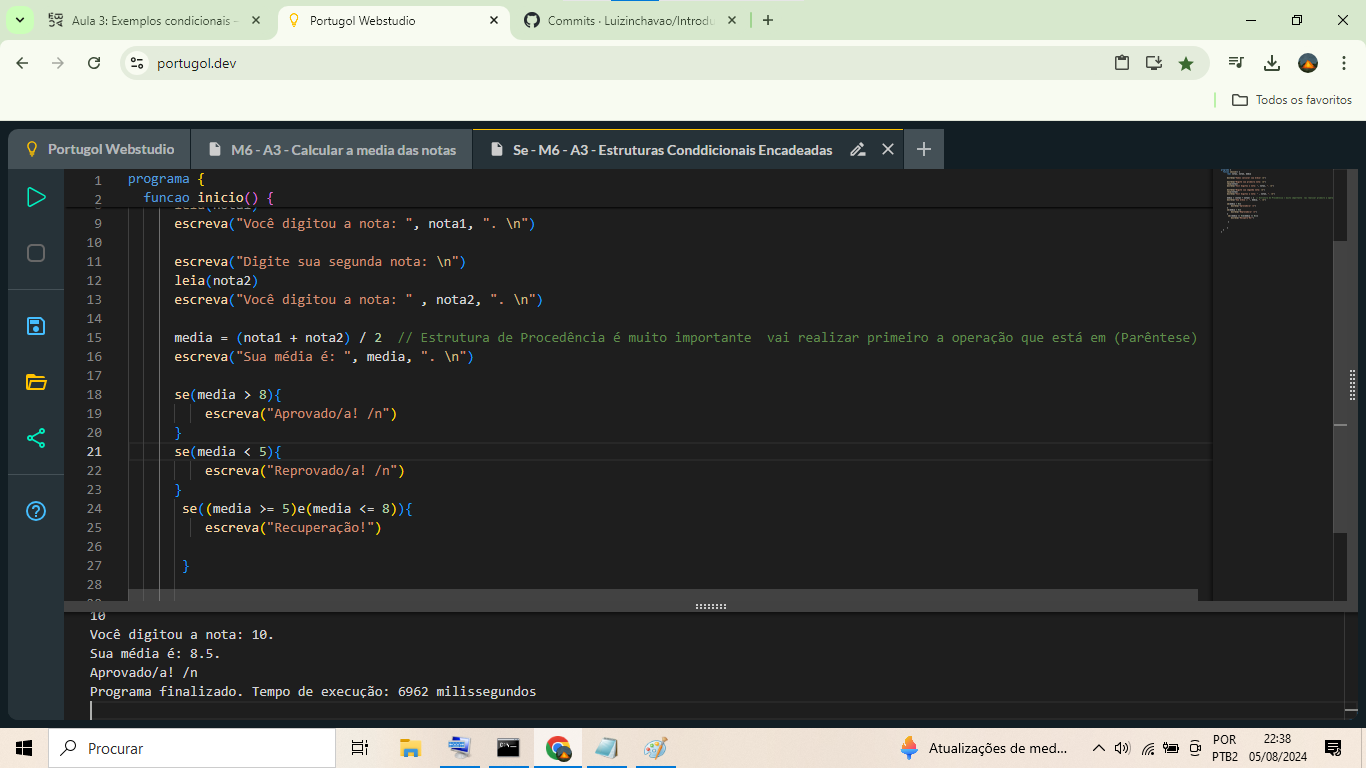 Aula 3: Exemplos condicionais -
Portugol Webstudio
Commits · Luizinchavao/Introdu
portugol.dev
Todos os favoritos
Portugol Webstudio
M6 - A3 - Calcular a media das notas
Se - M6 - A3 - Estruturas Conddicionais Encadeadas
1 programa {
2 funcao inicio() {
9 escreva("Você digitou a nota: ", nota1, ". \n")
10
11 escreva("Digite sua segunda nota: \n")
12 leia(nota2)
13 escreva("Você digitou a nota: " , nota2, ". \n")
14
15 media = (nota1 + nota2) / 2  // Estrutura de Procedência é muito importante  vai realizar primeiro a operação que está em (Parêntese)
16 escreva("Sua média é: ", media, ". \n")
17
18 se(media > 8){
19 escreva("Aprovado/a! /n")
20 }
21 se(media < 5){
22 escreva("Reprovado/a! /n")
23 }
24 se((media >= 5)e(media <= 8)){
25 escreva("Recuperação!")
26
27 }
28
10
Você digitou a nota: 10.
Sua média é: 8.5.
Aprovado/a! /n
Programa finalizado. Tempo de execução: 6962 milissegundos
Procurar
Atualizações de med...
POR
PTB2
22:38
05/08/2024